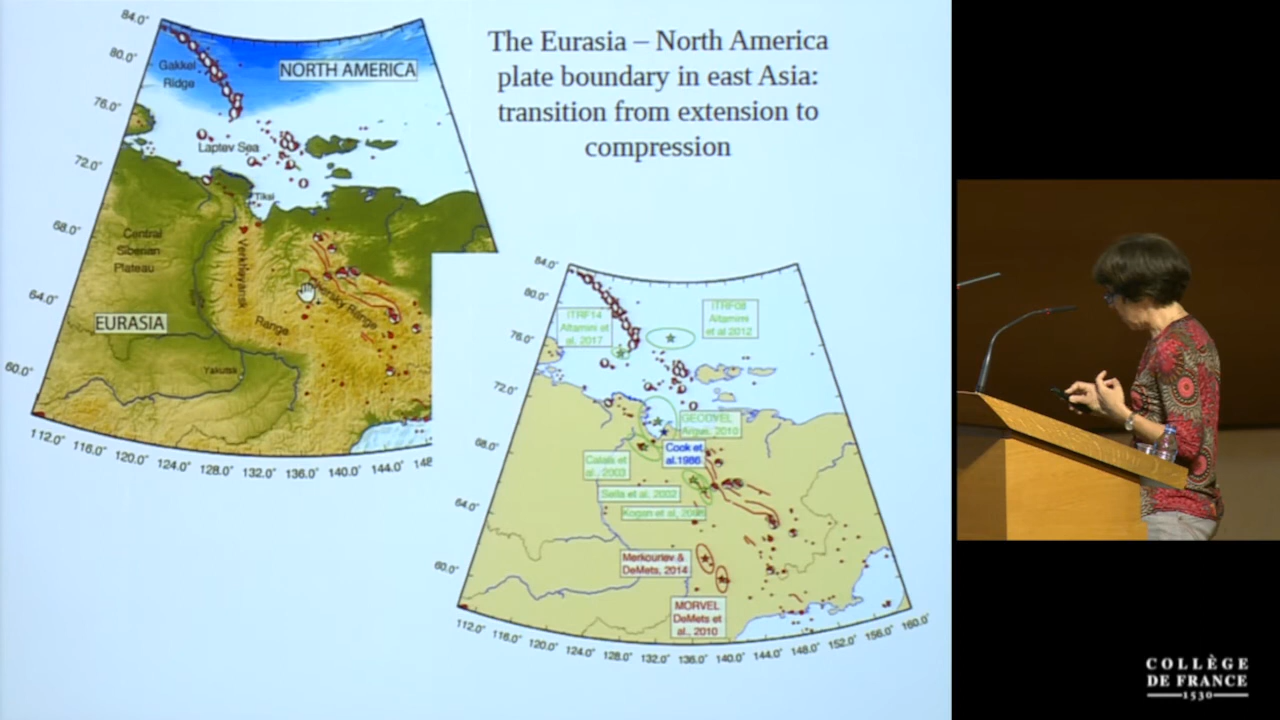 The Eurasia – North America
plate boundary in east Asia:
transition from extension to
compression
84.0°
80.0°
76.0°
72.0°
68.0°
64.0°
60.0°
Gakkel
Ridge
NORTH AMERICA
Laptev Sea
Tiksi
Central
Siberian
Plateau
Verkhoyansk
Range
Range
EURASIA
112.0° 116.0° 120.0° 124.0° 128.0° 132.0° 136.0° 140.0° 144.0° 148
84.0°
80.0°
76.0°
72.0°
68.0°
64.0°
60.0°
ITRF14
Altamimi et
al, 2017
ITRF08
Altamimi
et al 2012
GEODVEL
Argus, 2010
Cook et
al.1986
Calais et
al., 2003
Sella et al, 2002
Kogan et al,
Merkouriev &
DeMets, 2014
MORVEL
DeMets et
al., 2010
112.0° 116.0° 120.0° 124.0° 128.0° 132.0° 136.0° 140.0° 144.0° 148.0° 152.0° 156.0° 160.0°
COLLÈGE
DE FRANCE
1530